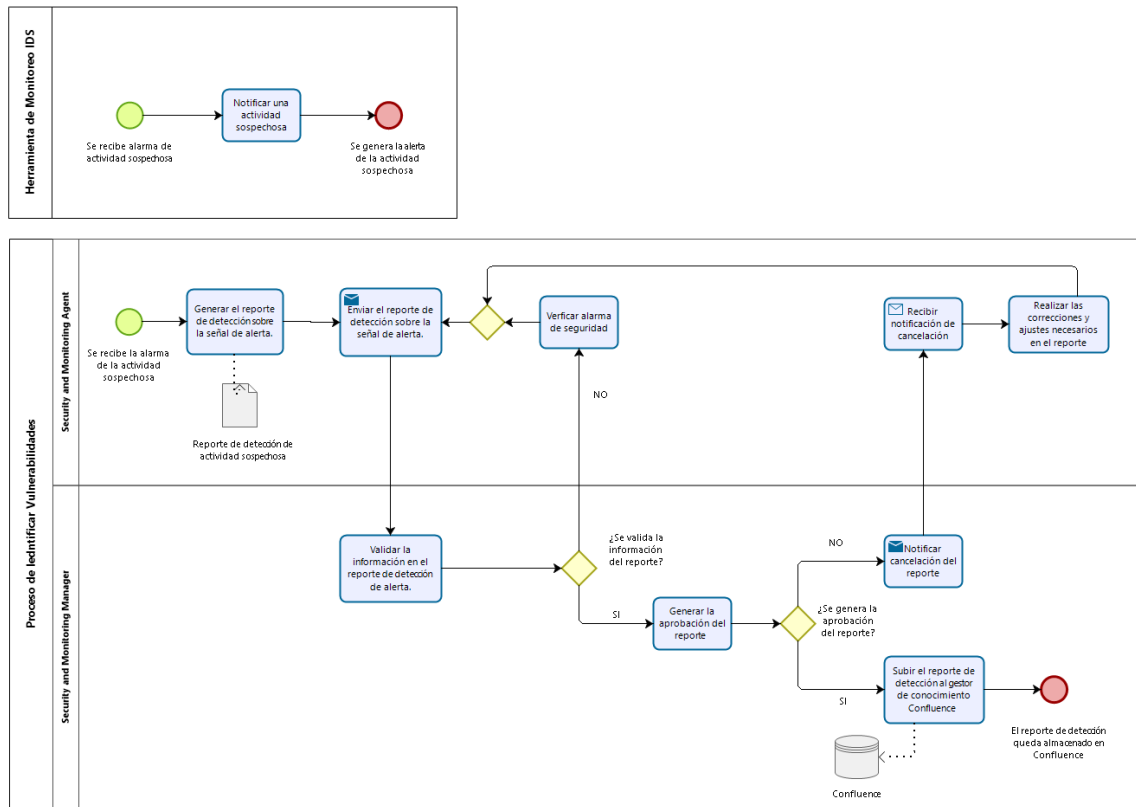 Herramienta de Monitoreo IDS
Notificar una
actividad
sospechosa
Se recibe alarma de
actividad sospechosa
Se genera la alerta
de la actividad
sospechosa
Proceso de Iedntificar Vulnerabilidades
Security and Monitoring Agent
Generar el reporte
de detección sobre
la señal de alerta.
Enviar el reporte de
detección sobre la
señal de alerta.
Verficar alarma
de seguridad
Recibir
notificación de
cancelación
Realizar las
correcciones y
ajustes necesarios
en el reporte
Se recibe la alarma
de la actividad
sospechosa
NO
Reporte de detección de
actividad sospechosa
Security and Monitoring Manager
Validar la
información en el
reporte de detección
de alerta.
¿Se valida la
información
del reporte?
NO
Notificar
cancelación del
reporte
SI
Generar la
aprobación del
reporte
¿Se genera la
aprobación
del reporte?
SI
Subir el reporte de
detección al gestor
de conocimiento
Confluence
El reporte de detección
queda almacenado en
Confluence
Confluence